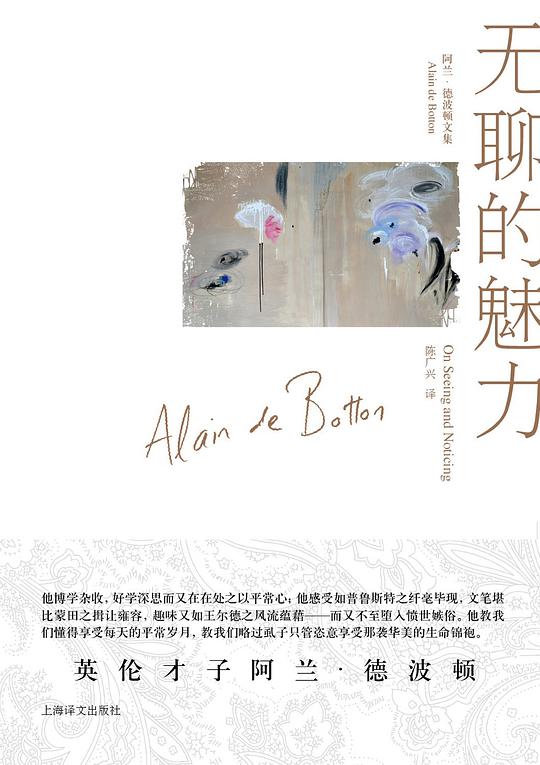 无聊的魅力
阿兰·德波顿文集
Alain de Botton
On Seeing and Noticing
陈广兴 译
Alain de Botton
他博学杂收，好学深思而又在在处之以平常心；他感受如普鲁斯特之纤毫毕现，文笔堪
比蒙田之揖让雍容，趣味又如王尔德之风流蕴藉——而又不至堕入愤世嫉俗。他教我
们懂得享受每天的平常岁月，教我们略过虱子只管恣意享受那袭华美的生命锦袍。
英伦才子阿兰·德波顿
上海译文出版社